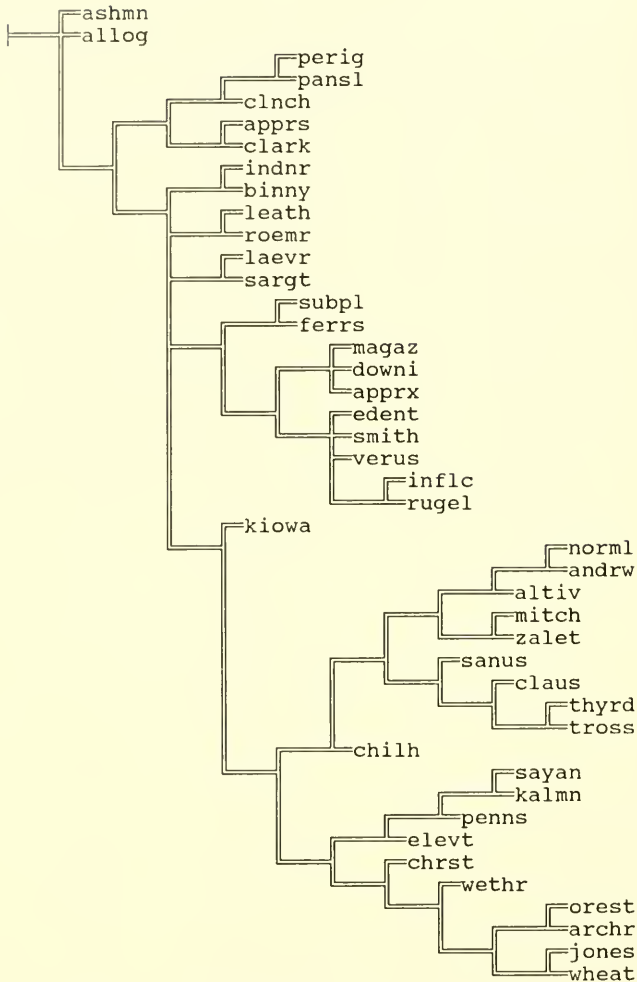 ashmn
allog
perig
pansl
clnch
apprs
clark
indnr
binny
leath
roemr
laevr
sargt
subpl
ferrs
magaz
downi
apprx
edent
smith
verus
inflc
rugel
kiowa
norml
andrw
altiv
mitch
zalet
sanus
claus
thyrd
tross
chilh
sayan
kalmn
penns
elevt
chrst
wethr
orest
archr
jones
wheat